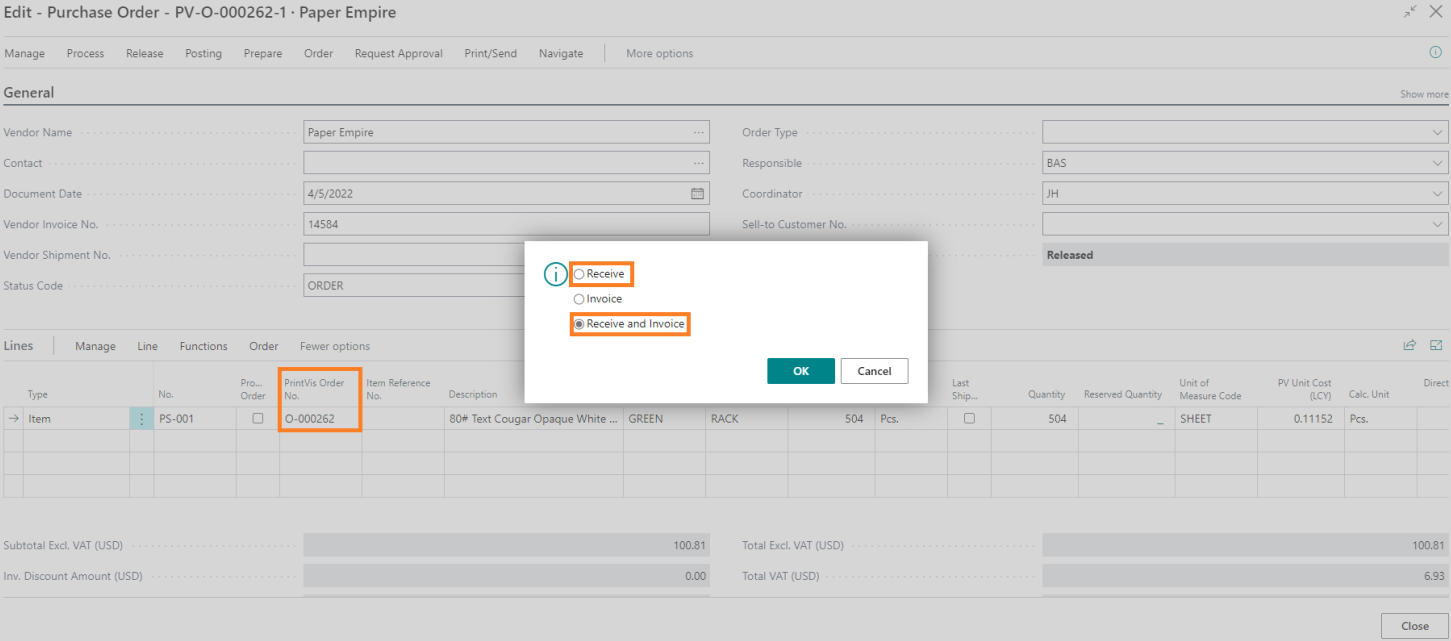 Edit - Purchase Order - PV-O-000262-1 · Paper Empire
Manage Process Release Posting Prepare Order Request Approval Print/Send Navigate More options
General Show more
Vendor Name Paper Empire
Order Type
Contact
Responsible BAS
Document Date 4/5/2022
Coordinator JH
Vendor Invoice No. 14584
Sell-to Customer No.
Vendor Shipment No.
Released
Status Code ORDER
Receive
Invoice
Receive and Invoice
OK Cancel
Lines Manage Line Functions Order Fewer options
Type No. Pro... Order PrintVis Order No. Item Reference No. Description Last Ship... Quantity Reserved Quantity Unit of Measure Code PV Unit Cost (LCY) Calc. Unit Direct
Item PS-001 O-000262 80# Text Cougar Opaque White ... GREEN RACK 504 Pcs. 504 _ SHEET 0.11152 Pcs.
Subtotal Excl. VAT (USD) 100.81 Total Excl. VAT (USD) 100.81
Inv. Discount Amount (USD) 0.00 Total VAT (USD) 6.93
Close